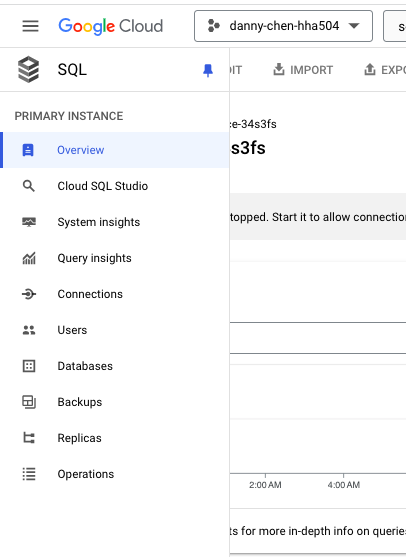 Google Cloud
danny-chen-hha504
s
SQL
DIT
IMPORT
EXPO
PRIMARY INSTANCE
ce-34s3fs
Overview
s3fs
Cloud SQL Studio
System insights
topped. Start it to allow connectio
Query insights
Connections
Users
Databases
Backups
Replicas
Operations
2:00 AM
4:00 AM
ts for more in-depth info on querie